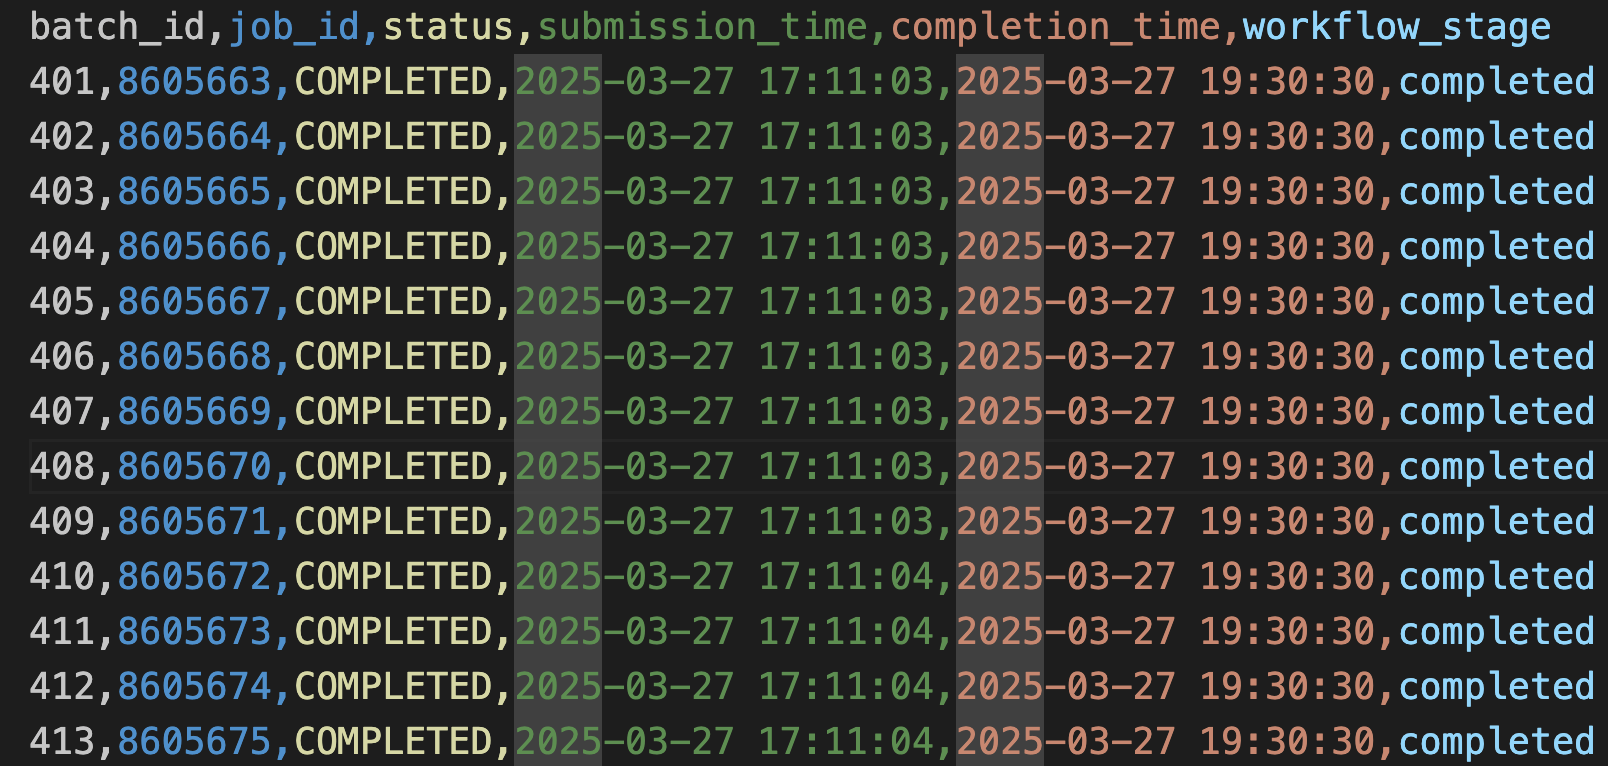 batch_id,job_id,status,submission_time,completion_time,workflow_stage
401,8605663,COMPLETED,2025-03-27 17:11:03,2025-03-27 19:30:30,completed
402,8605664,COMPLETED,2025-03-27 17:11:03,2025-03-27 19:30:30,completed
403,8605665,COMPLETED,2025-03-27 17:11:03,2025-03-27 19:30:30,completed
404,8605666,COMPLETED,2025-03-27 17:11:03,2025-03-27 19:30:30,completed
405,8605667,COMPLETED,2025-03-27 17:11:03,2025-03-27 19:30:30,completed
406,8605668,COMPLETED,2025-03-27 17:11:03,2025-03-27 19:30:30,completed
407,8605669,COMPLETED,2025-03-27 17:11:03,2025-03-27 19:30:30,completed
408,8605670,COMPLETED,2025-03-27 17:11:03,2025-03-27 19:30:30,completed
409,8605671,COMPLETED,2025-03-27 17:11:03,2025-03-27 19:30:30,completed
410,8605672,COMPLETED,2025-03-27 17:11:04,2025-03-27 19:30:30,completed
411,8605673,COMPLETED,2025-03-27 17:11:04,2025-03-27 19:30:30,completed
412,8605674,COMPLETED,2025-03-27 17:11:04,2025-03-27 19:30:30,completed
413,8605675,COMPLETED,2025-03-27 17:11:04,2025-03-27 19:30:30,completed